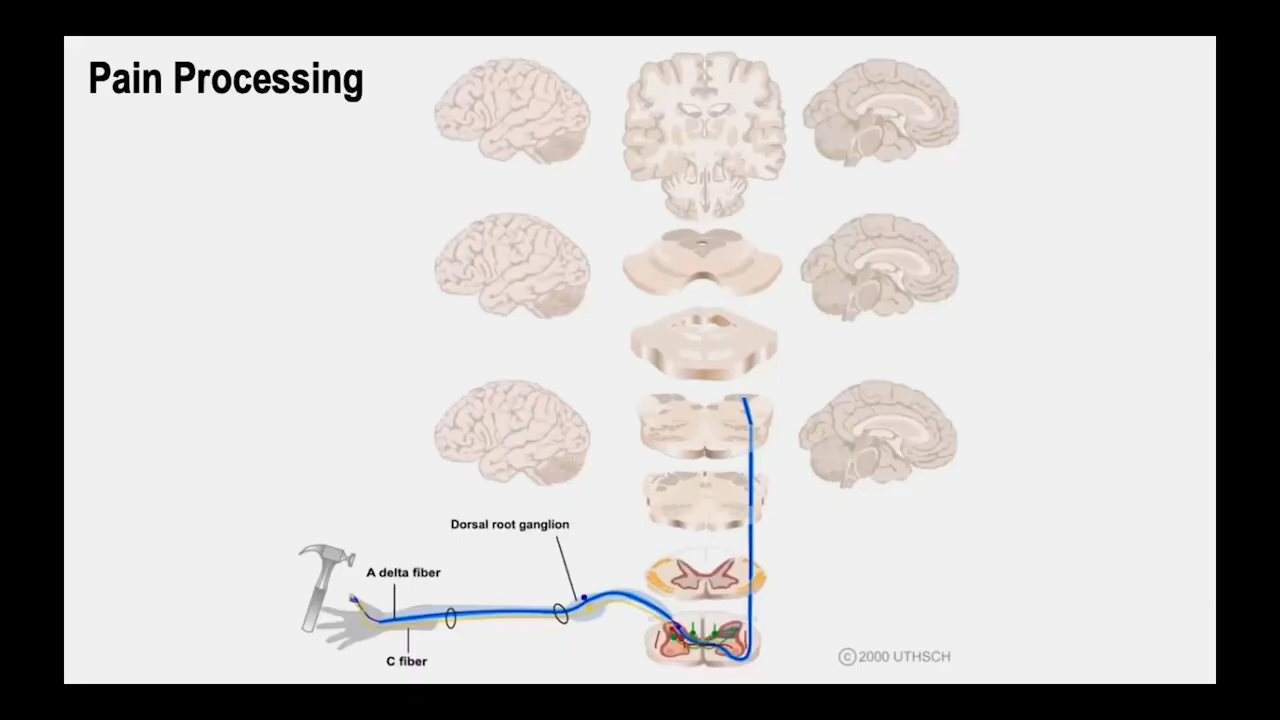 Pain Processing
Dorsal root ganglion
A delta fiber
C fiber
©2000 UTHSCH